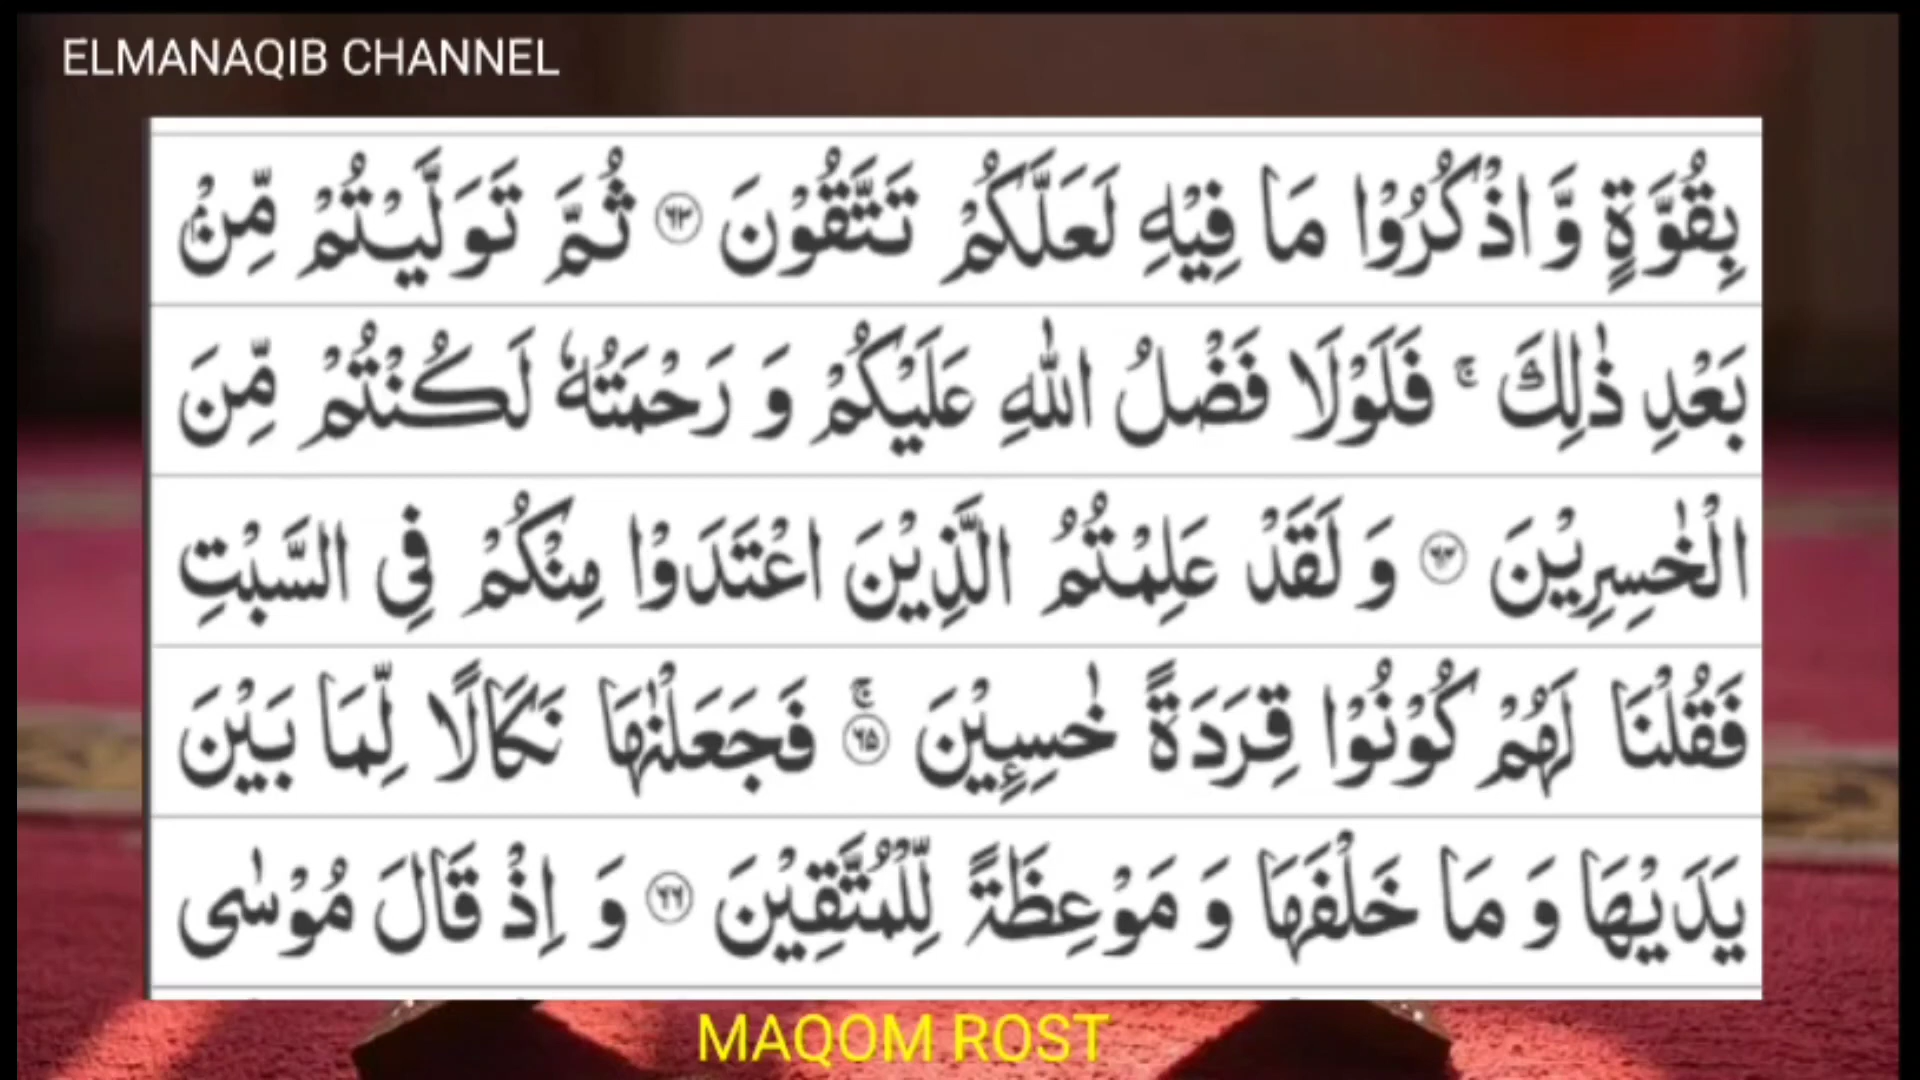 ELMANAQIB CHANNEL
بِقُوَّةٍ وَّ اذْكُرُوْا مَا فِيْهِ لَعَلَّكُمْ تَتَّقُوْنَ ۝٦٣ ثُمَّ تَوَلَّيْتُمْ مِّنْۢ
بَعْدِ ذٰلِكَ ۚ فَلَوْلَا فَضْلُ اللّٰهِ عَلَيْكُمْ وَ رَحْمَتُهٗ لَكُنْتُمْ مِّنَ
الْخٰسِرِيْنَ ۝٦٤ وَ لَقَدْ عَلِمْتُمُ الَّذِيْنَ اعْتَدَوْا مِنْكُمْ فِى السَّبْتِ
فَقُلْنَا لَهُمْ كُوْنُوْا قِرَدَةً خٰسِـِٕيْنَ ۝٦٥ۚ فَجَعَلْنٰهَا نَكَالًا لِّمَا بَيْنَ
يَدَيْهَا وَ مَا خَلْفَهَا وَ مَوْعِظَةً لِّلْمُتَّقِيْنَ ۝٦٦ وَ اِذْ قَالَ مُوْسٰى
MAQOM ROST